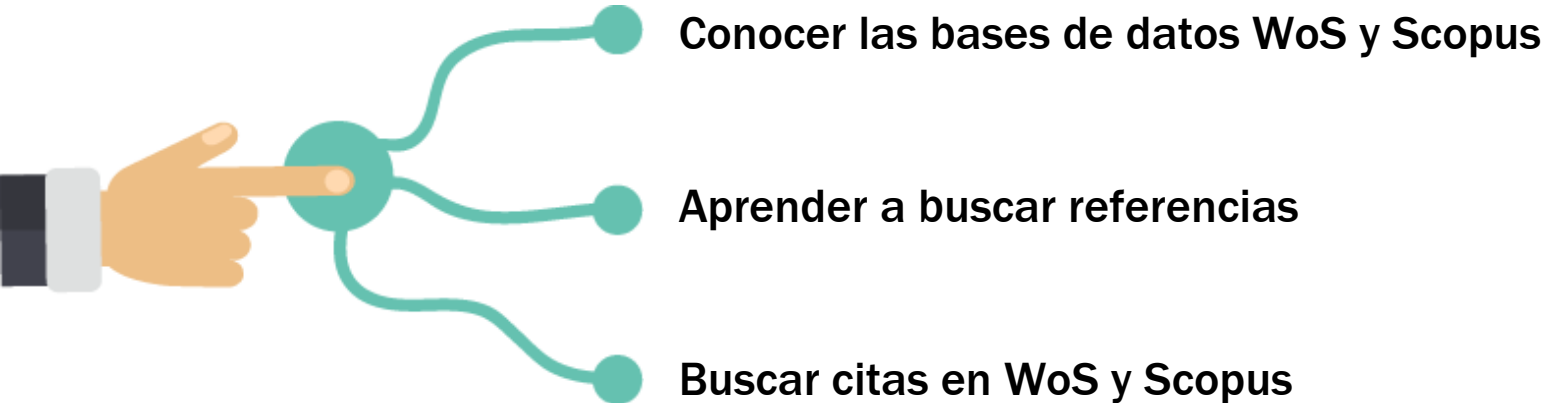 Conocer las bases de datos WoS y Scopus
Aprender a buscar referencias
Buscar citas en WoS y Scopus